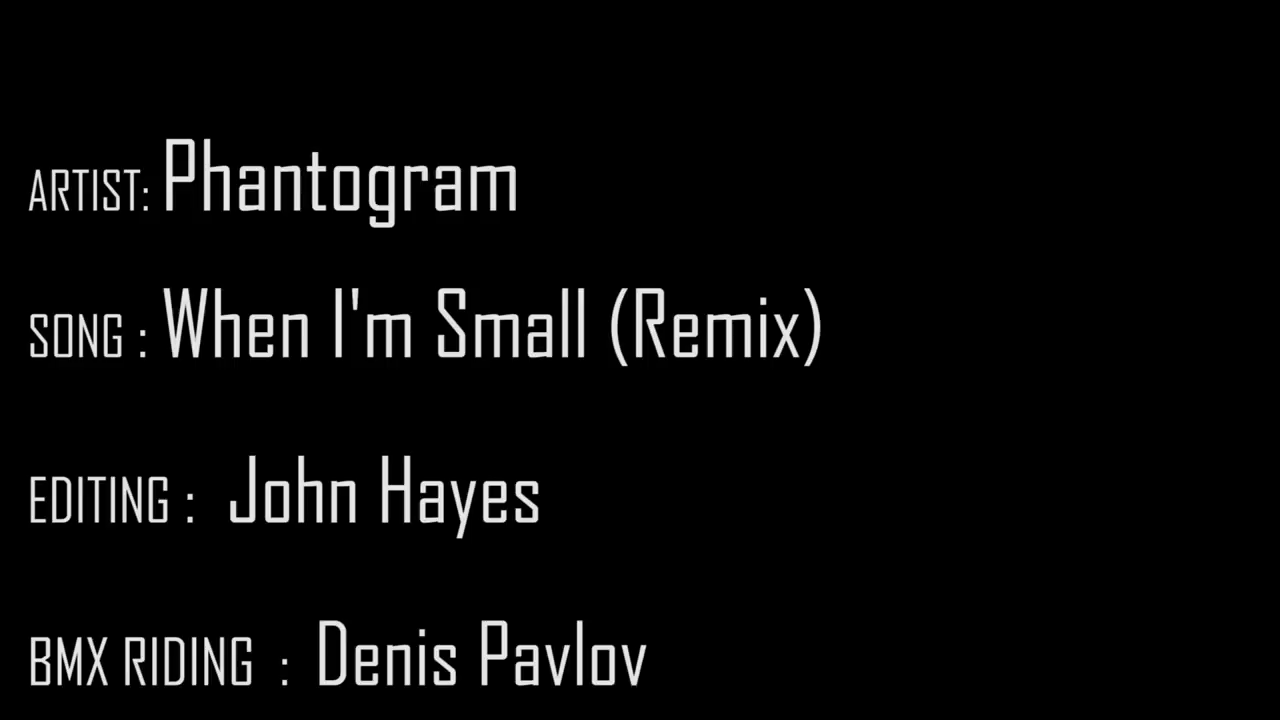 ARTIST: Phantogram
SONG : When I'm Small (Remix)
EDITING : John Hayes
BMX RIDING : Denis Pavlov